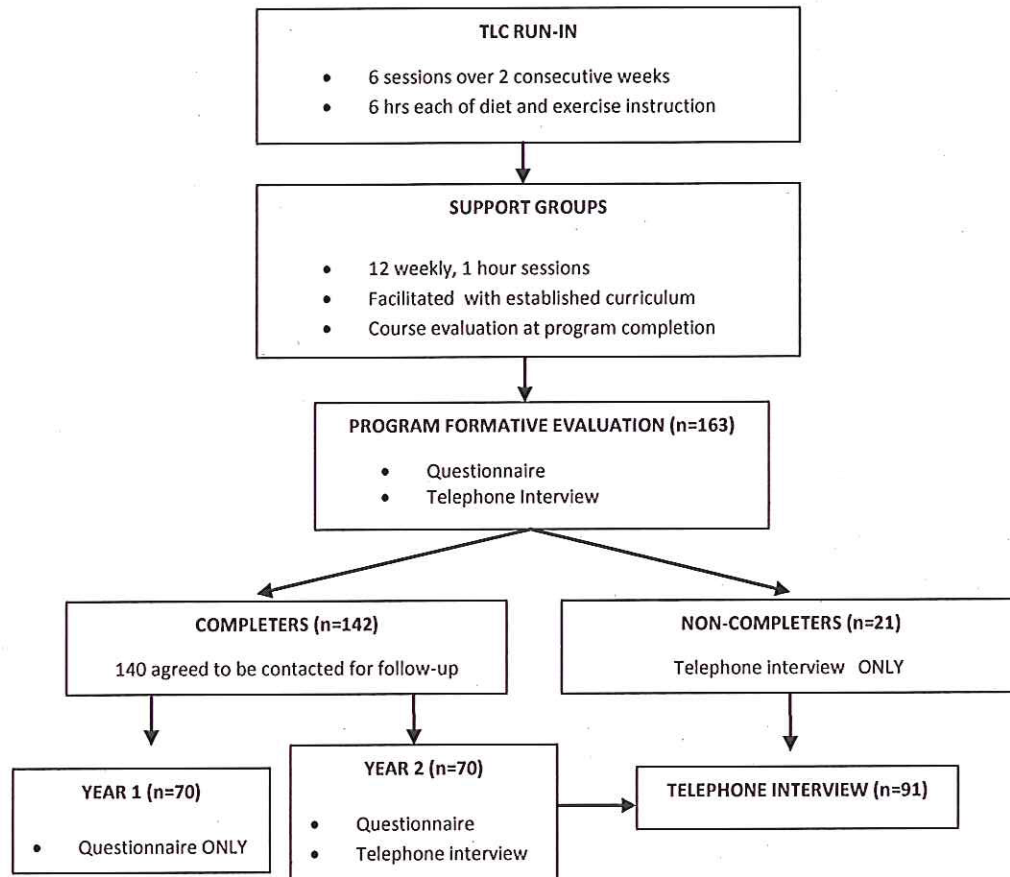 TLC RUN-IN
• 6 sessions over 2 consecutive weeks
• 6 hrs each of diet and exercise instruction
SUPPORT GROUPS
• 12 weekly, 1 hour sessions
• Facilitated with established curriculum
• Course evaluation at program completion
PROGRAM FORMATIVE EVALUATION (n=163)
• Questionnaire
• Telephone Interview
COMPLETERS (n=142)
140 agreed to be contacted for follow-up
NON-COMPLETERS (n=21)
Telephone interview ONLY
YEAR 1 (n=70)
• Questionnaire ONLY
YEAR 2 (n=70)
• Questionnaire
• Telephone interview
TELEPHONE INTERVIEW (n=91)